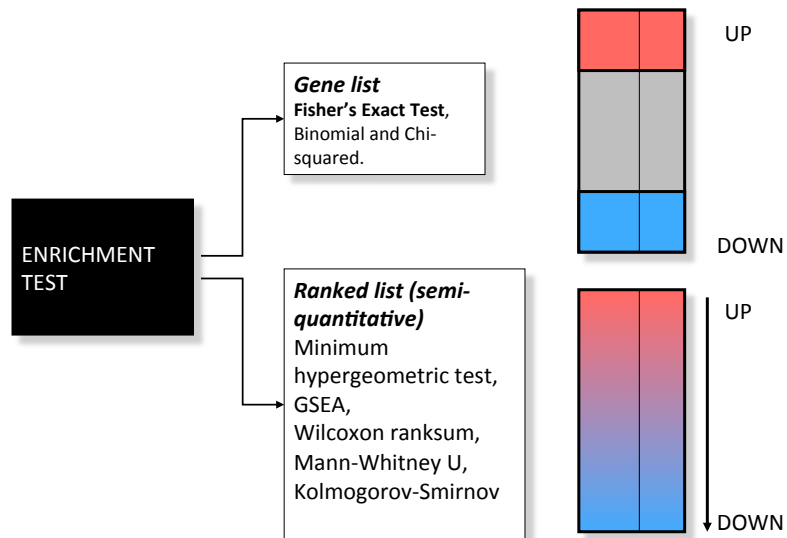 ENRICHMENT
TEST
Gene list
Fisher's Exact Test,
Binomial and Chi-
squared.
Ranked list (semi-
quantitative)
Minimum
hypergeometric test,
GSEA,
Wilcoxon ranksum,
Mann-Whitney U,
Kolmogorov-Smirnov
UP
DOWN
UP
DOWN